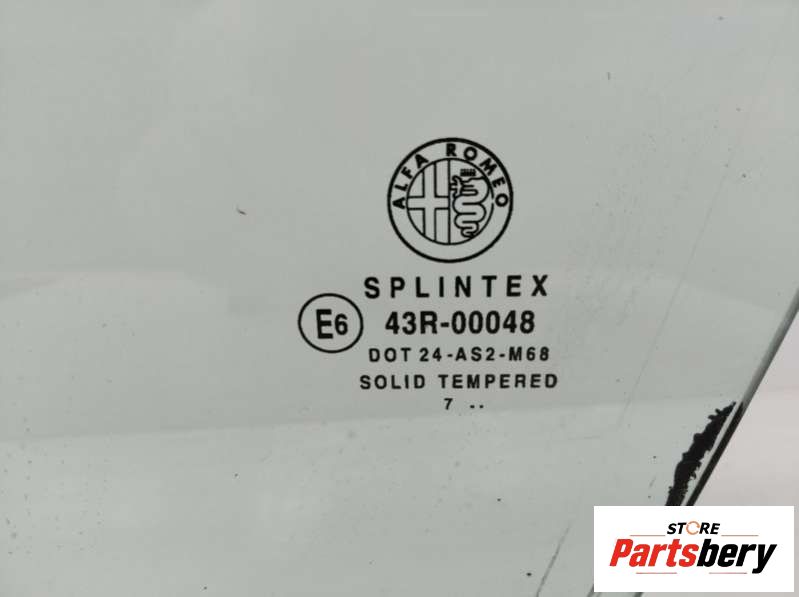 ALFA ROMEO
SPLINTEX
E6 43R-00048
DOT 24-AS2-M68
SOLID TEMPERED
7 ..
STORE
Partsbery